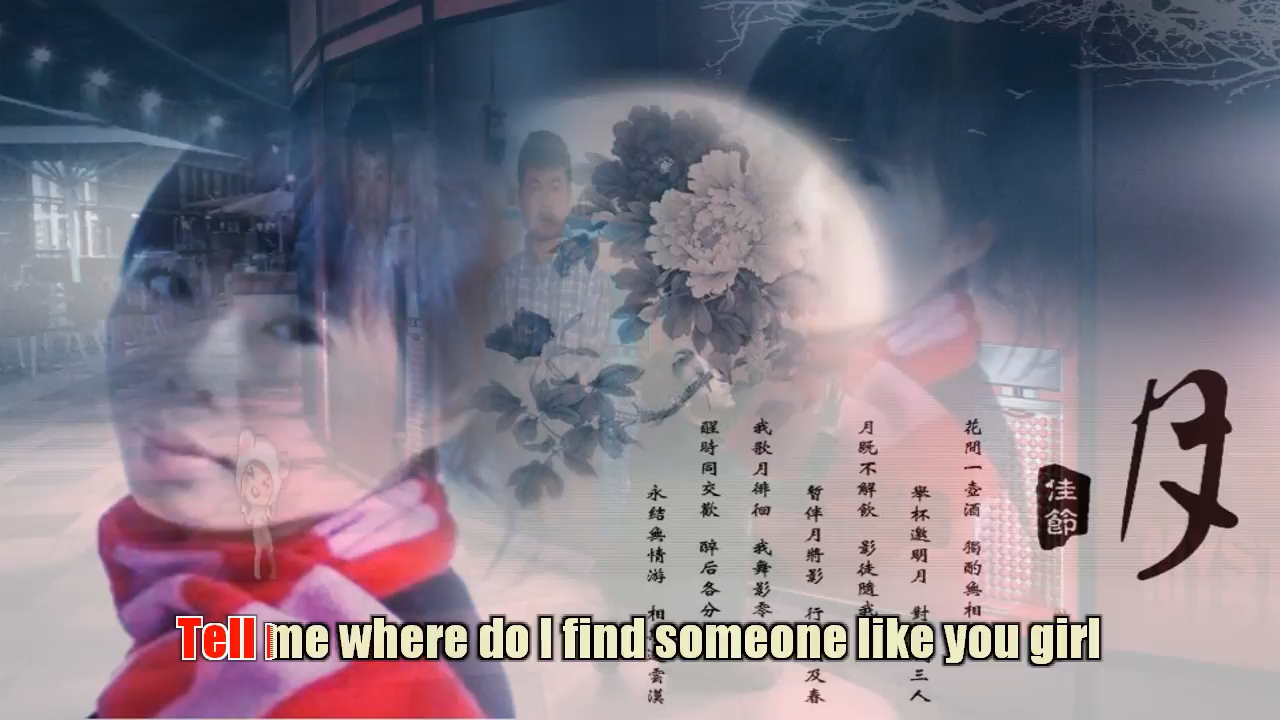 月
佳節
花間一壺酒 獨酌無相
舉杯邀明月 對 三人
月既不解飲 影徒隨我
暫伴月將影 行 及春
我歌月徘徊 我舞影零
醒時同交歡 醉后各分
永結無情游 相 雲漢
Tell me where do I find someone like you girl